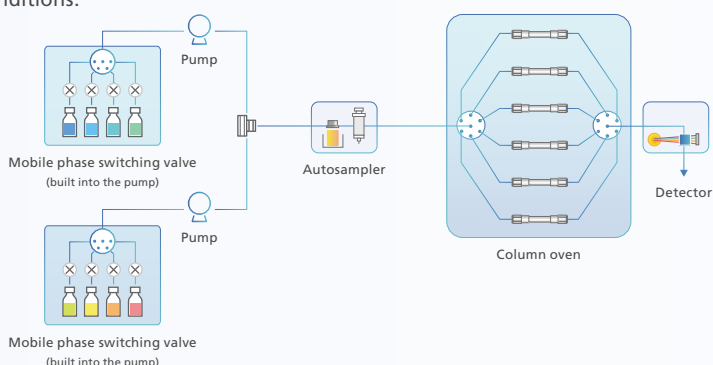 nditions.
Pump
Mobile phase switching valve
(built into the pump)
Autosampler
Detector
Pump
Column oven
Mobile phase switching valve
(built into the pump)